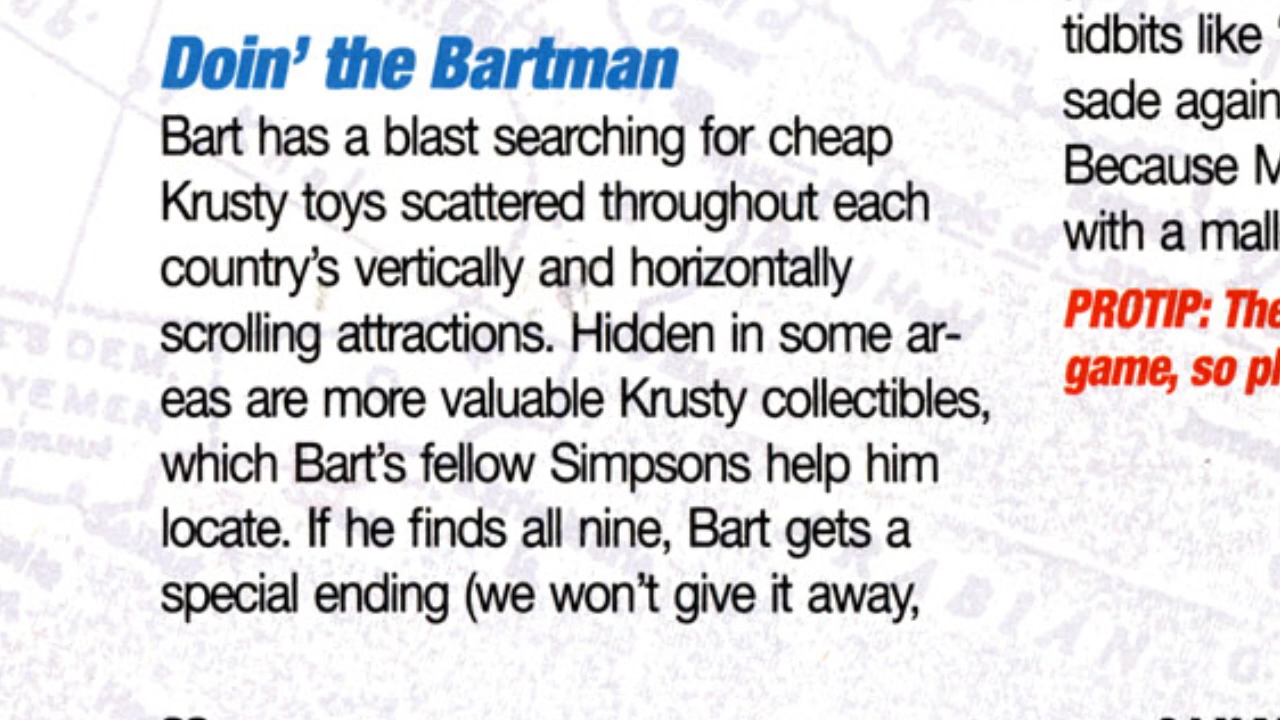 Doin' the Bartman
Bart has a blast searching for cheap
Krusty toys scattered throughout each
country's vertically and horizontally
scrolling attractions. Hidden in some ar-
eas are more valuable Krusty collectibles,
which Bart's fellow Simpsons help him
locate. If he finds all nine, Bart gets a
special ending (we won't give it away,
tidbits like
sade again
Because M
with a mall
PROTIP: The
game, so pl